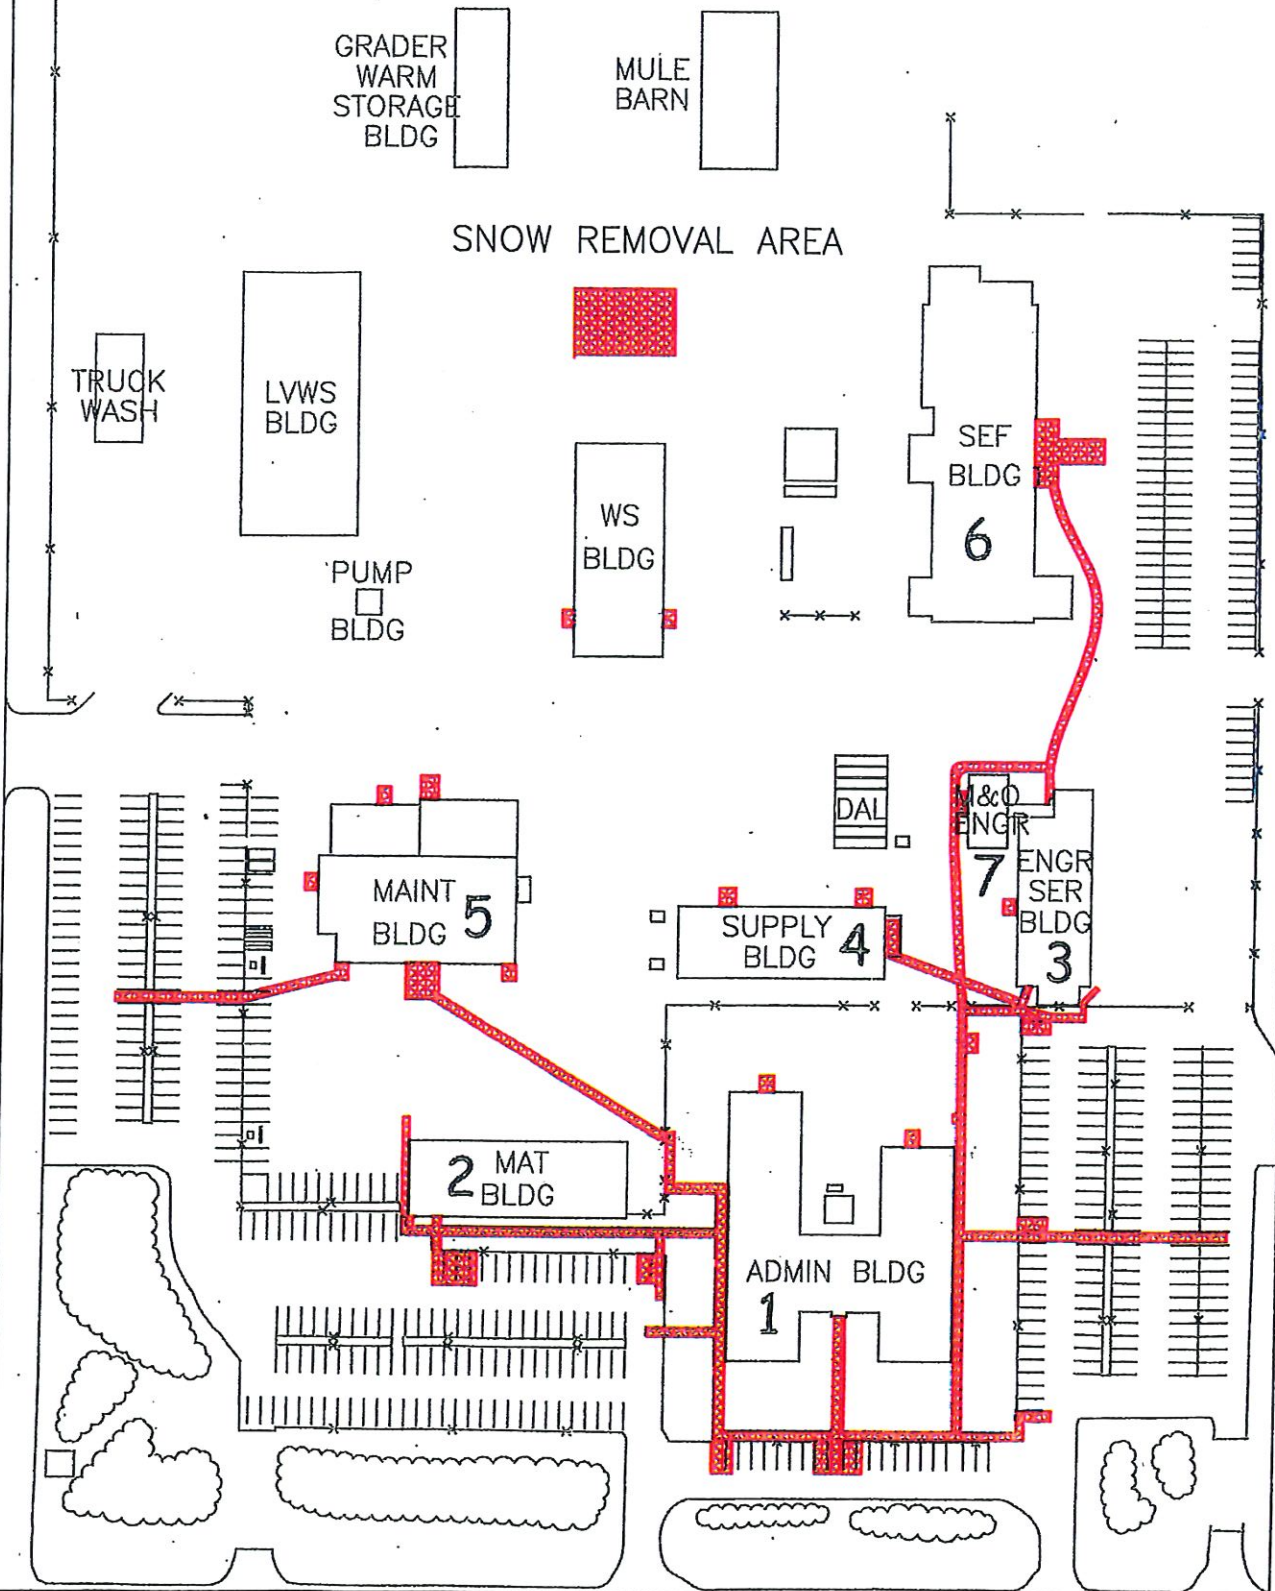 GRADER
WARM
STORAGE
BLDG
MULE
BARN
SNOW REMOVAL AREA
TRUCK
WASH
LVWS
BLDG
SEF
BLDG
6
WS
BLDG
PUMP
BLDG
DAL
M&O
ENGR
7
ENGR
SER
BLDG
3
MAINT
BLDG
5
SUPPLY
BLDG
4
2
MAT
BLDG
ADMIN BLDG
1